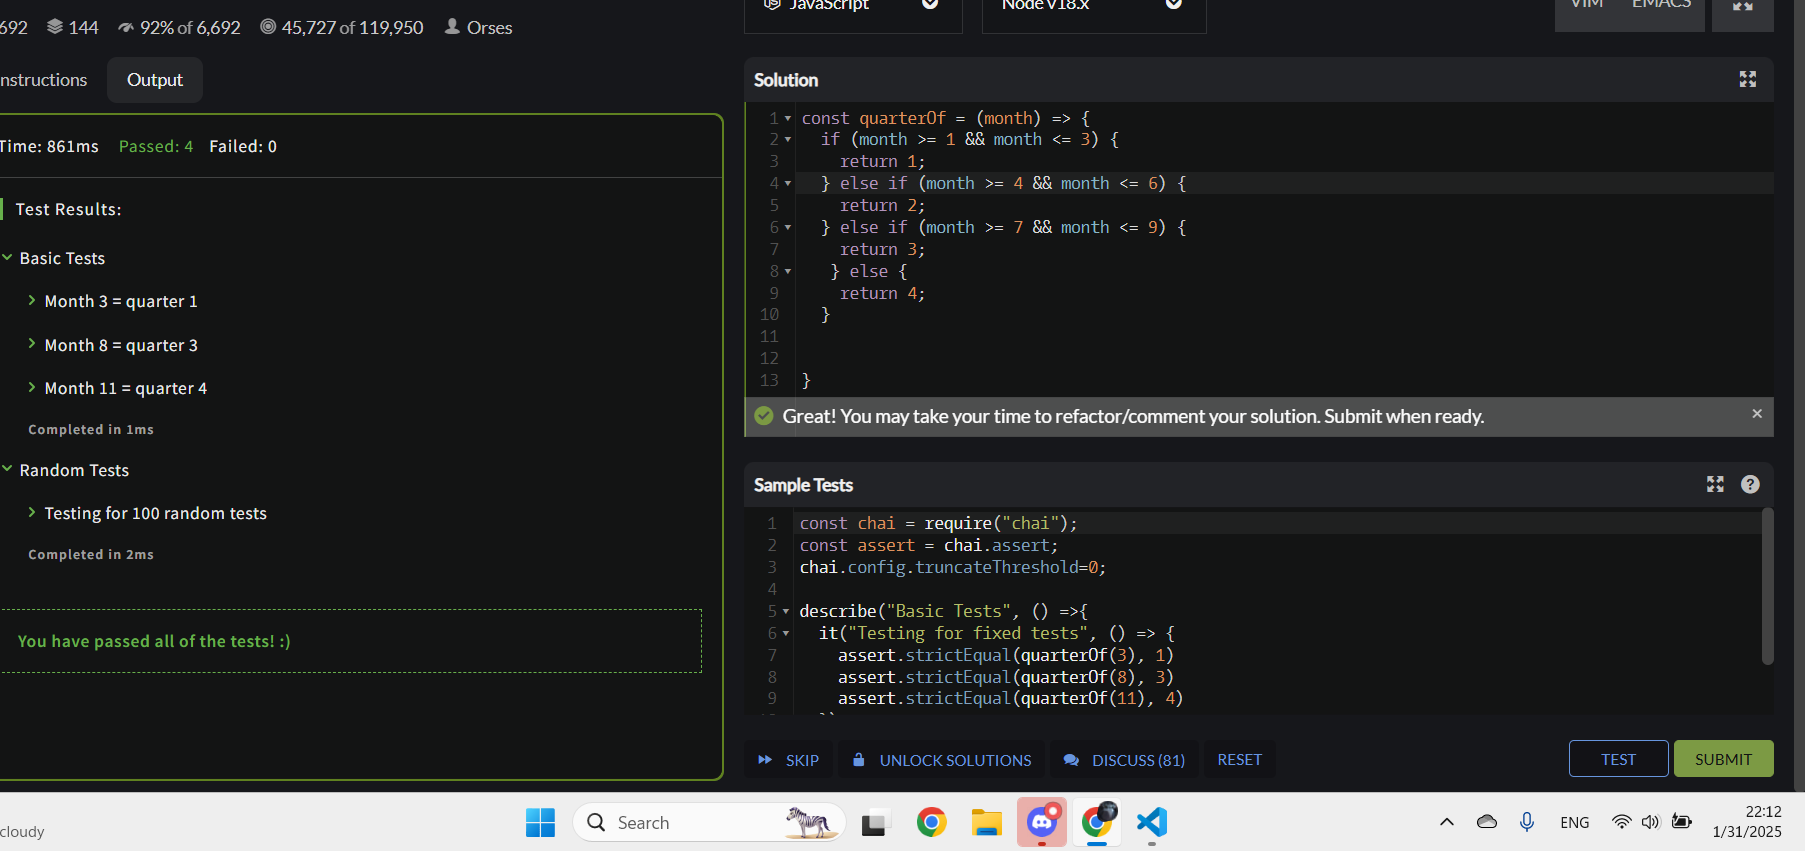 692 144 92% of 6,692 45,727 of 119,950 Orses
JavaScript Node v18.x VIM EMACS
nstructions Output
Time: 861ms Passed: 4 Failed: 0
Test Results:
Basic Tests
Month 3 = quarter 1
Month 8 = quarter 3
Month 11 = quarter 4
Completed in 1ms
Random Tests
Testing for 100 random tests
Completed in 2ms
You have passed all of the tests! :)
Solution
1 const quarterOf = (month) => {
2 if (month >= 1 && month <= 3) {
3 return 1;
4 } else if (month >= 4 && month <= 6) {
5 return 2;
6 } else if (month >= 7 && month <= 9) {
7 return 3;
8 } else {
9 return 4;
10 }
11
12
13 }
Great! You may take your time to refactor/comment your solution. Submit when ready.
Sample Tests
1 const chai = require("chai");
2 const assert = chai.assert;
3 chai.config.truncateThreshold=0;
4
5 describe("Basic Tests", () =>{
6 it("Testing for fixed tests", () => {
7 assert.strictEqual(quarterOf(3), 1)
8 assert.strictEqual(quarterOf(8), 3)
9 assert.strictEqual(quarterOf(11), 4)
SKIP UNLOCK SOLUTIONS DISCUSS (81) RESET TEST SUBMIT
cloudy Search ENG 22:12
1/31/2025